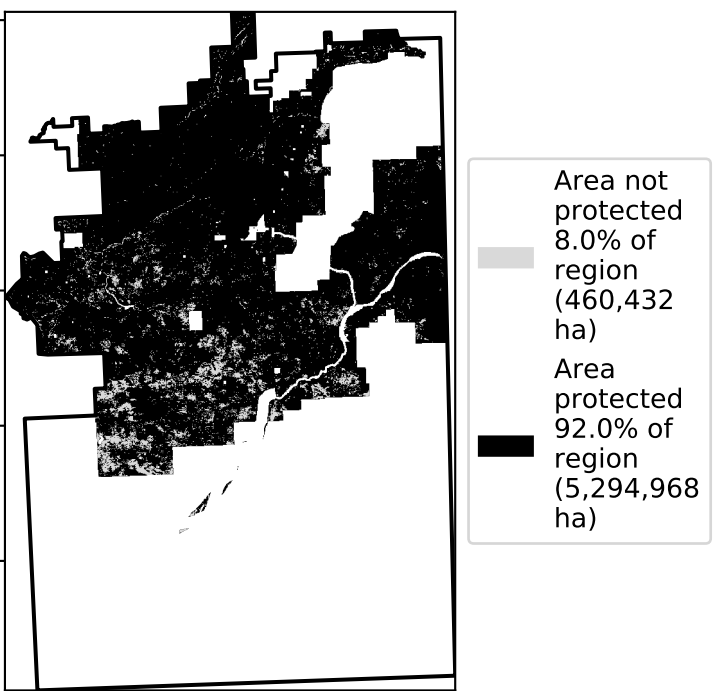 Area not
protected
8.0% of
region
(460,432
ha)
Area
protected
92.0% of
region
(5,294,968
ha)